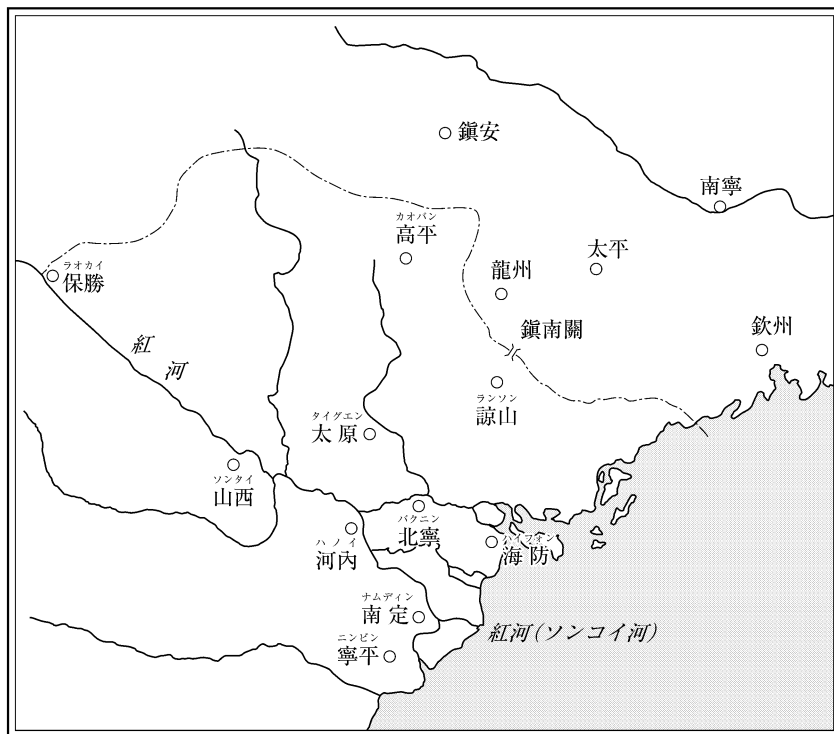 鎭安
南寧
カオバン
高平
太平
龍州
ラオカイ
保勝
鎭南關
欽州
紅河
ランソン
諒山
タイグエン
太原
ソンタイ
山西
バクニン
北寧
ハノイ
河內
ハイフォン
海防
ナムディン
南定
紅河(ソンコイ河)
ニンビン
寧平